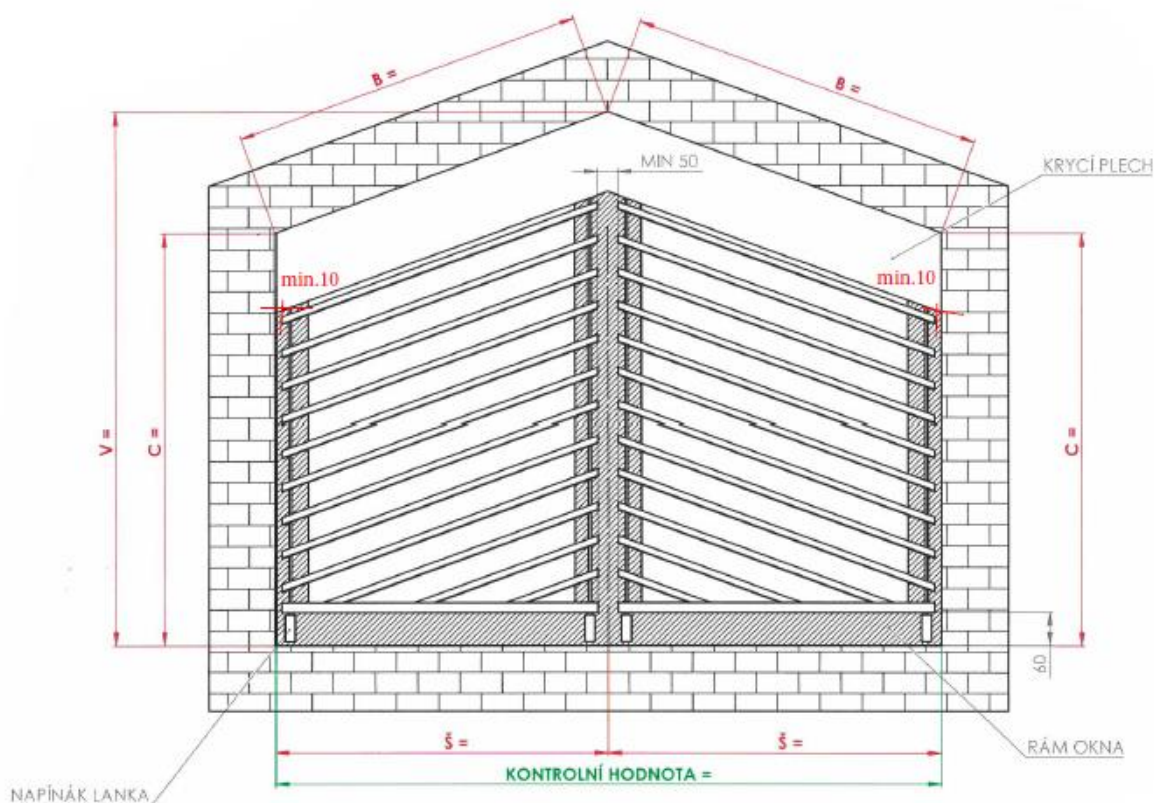 B =
B =
MIN 50
KRYCÍ PLECH
min.10
min.10
V =
C =
C =
60
Š =
Š =
RÁM OKNA
KONTROLNÍ HODNOTA =
NAPÍNÁK LANKA